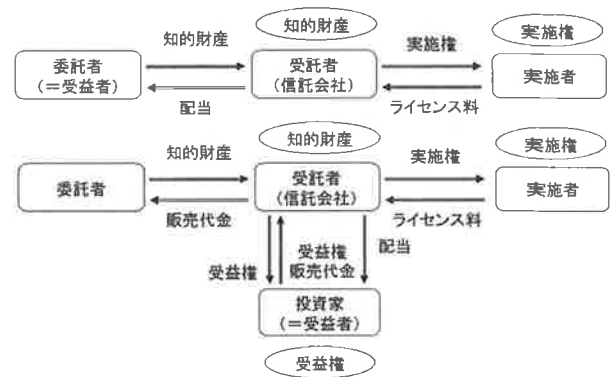 知的財産
実施権
知的財産
実施権
委託者
(=受益者)
受託者
(信託会社)
実施者
配当
ライセンス料
知的財産
実施権
知的財産
実施権
委託者
受託者
(信託会社)
実施者
販売代金
ライセンス料
受益権
受益権
販売代金
配当
投資家
(=受益者)
受益権